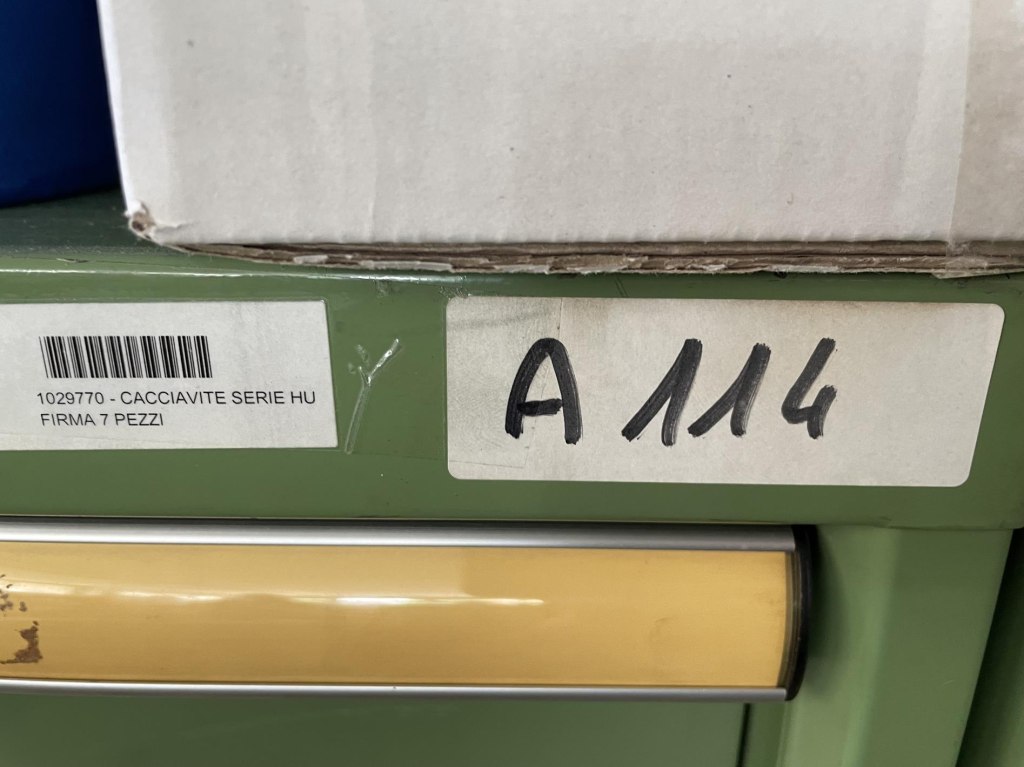 1029770 - CACCIAVITE SERIE HU
FIRMA 7 PEZZI
A 114